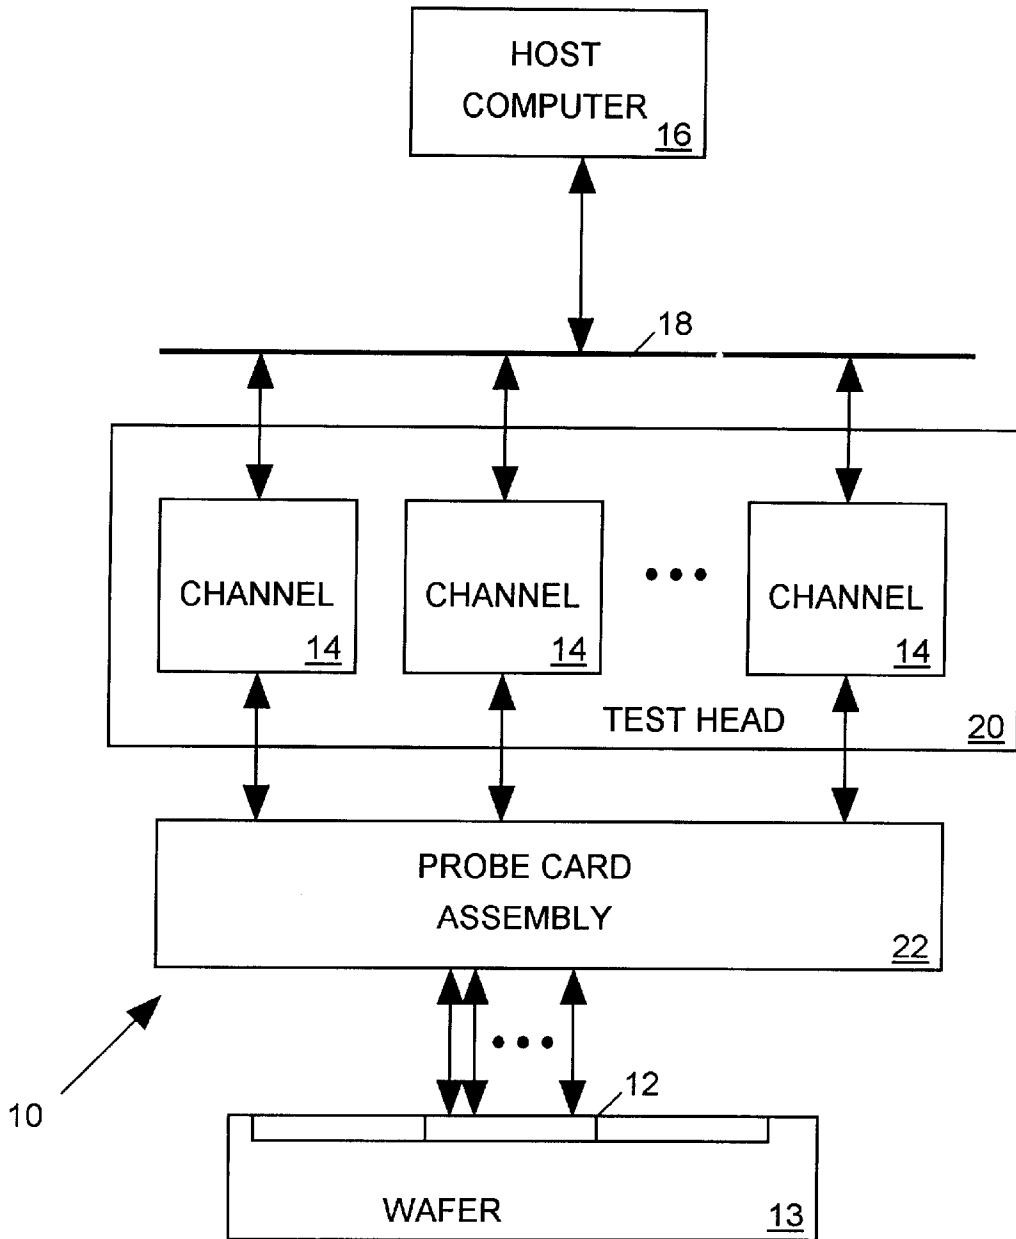 HOST
COMPUTER
16
18
CHANNEL
14
CHANNEL
14
CHANNEL
14
TEST HEAD
20
PROBE CARD
ASSEMBLY
22
10
12
WAFER
13